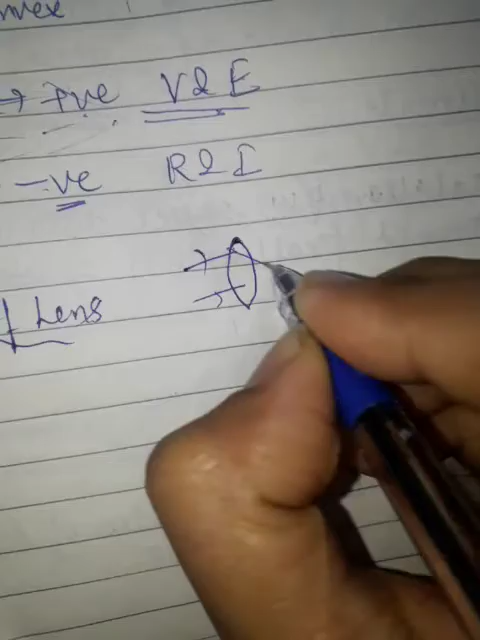 nvex
→ +ve V & E
-ve R & I
f Lens